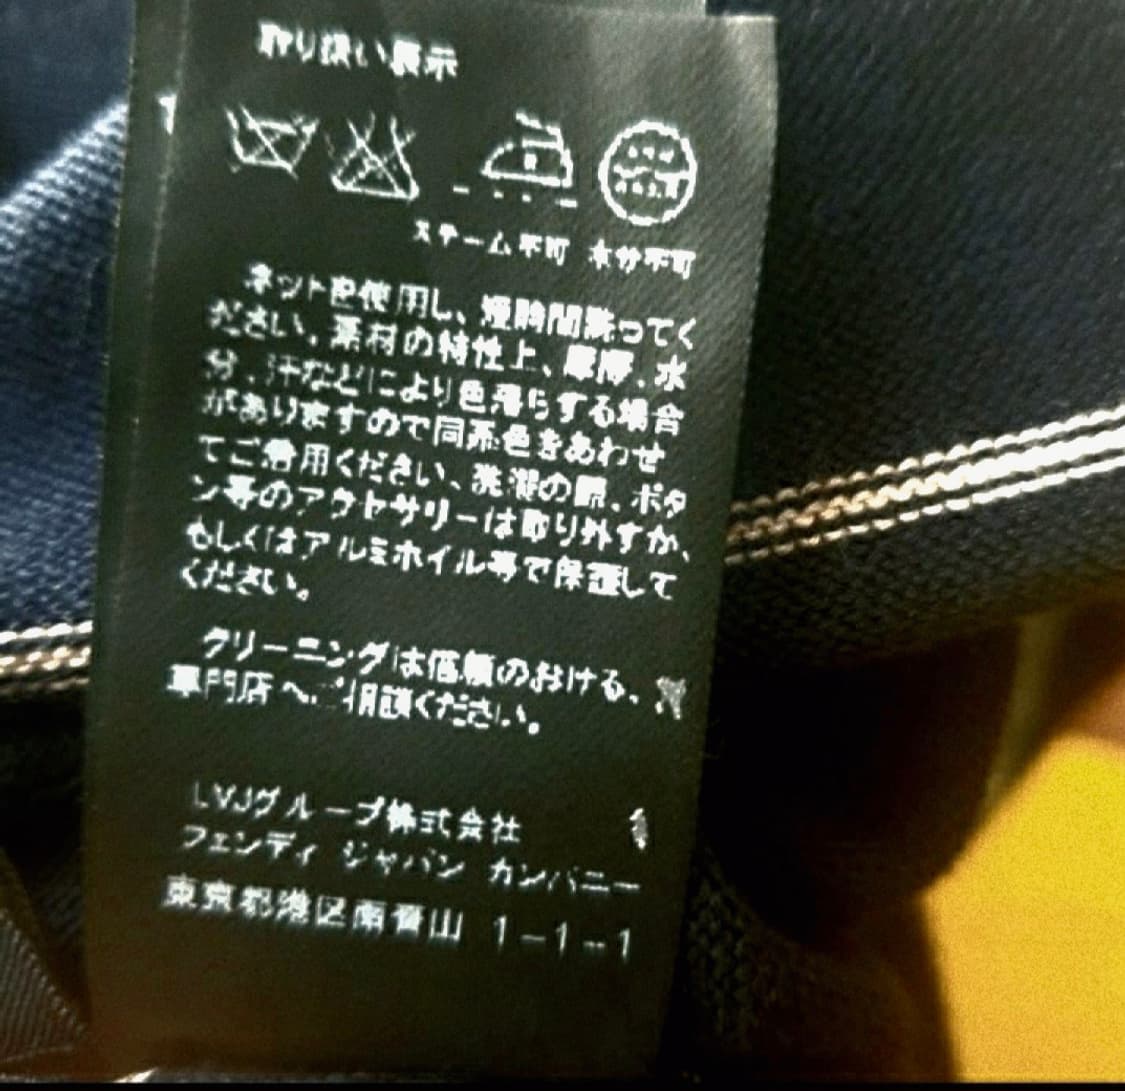 取り扱い表示
スチーム不可 水分不可
ネットを使用し、短時間洗ってく
ださい。素材の特性上、摩擦、水
分、汗などにより色落ちする場合
がありますので同系色をあわせ
てご着用ください、洗濯の際、ボタ
ン等のアクセサリーは取り外すか、
もしくはアルミホイル等で保護して
ください。
クリーニングは信頼のおける、
専門店へご相談ください。
LVJグループ株式会社
フェンディ ジャパン カンパニー
東京都港区南青山 1-1-1